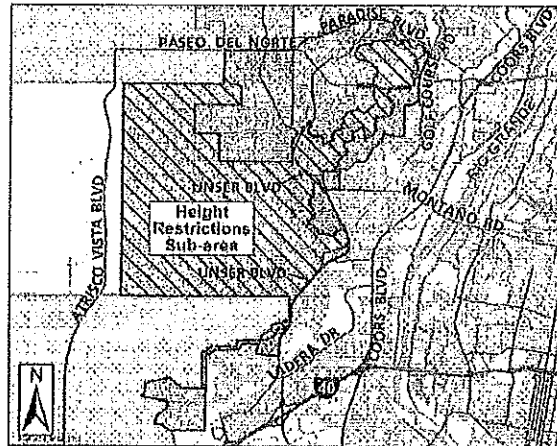 PARADISE BLVD
PASEO DEL NORTE
GOLF COURSE RD
COORS BLVD
RIO GRANDE
UNSER BLVD
MONTAÑO RD
Height
Restrictions
Sub-area
ATRISCO VISTA BLVD
UNSER BLVD
COORS BLVD
LADERA DR
N